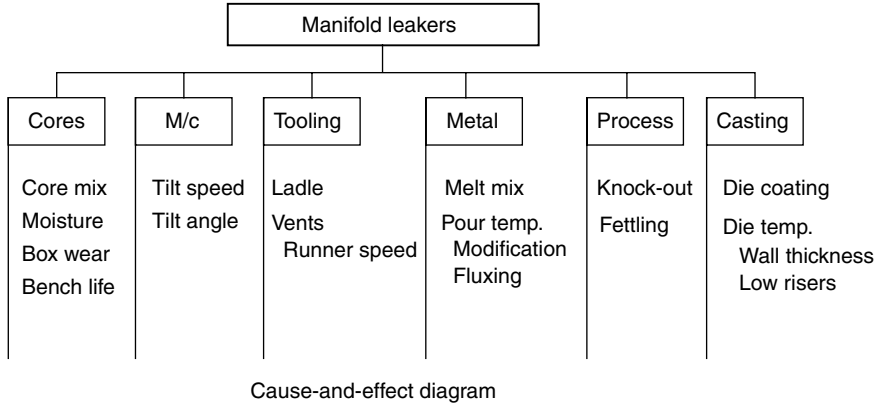 Manifold leakers
Cores
M/c
Tooling
Metal
Process
Casting
Core mix
Moisture
Box wear
Bench life
Tilt speed
Tilt angle
Ladle
Vents
Runner speed
Melt mix
Pour temp.
Modification
Fluxing
Knock-out
Fettling
Die coating
Die temp.
Wall thickness
Low risers
Cause-and-effect diagram